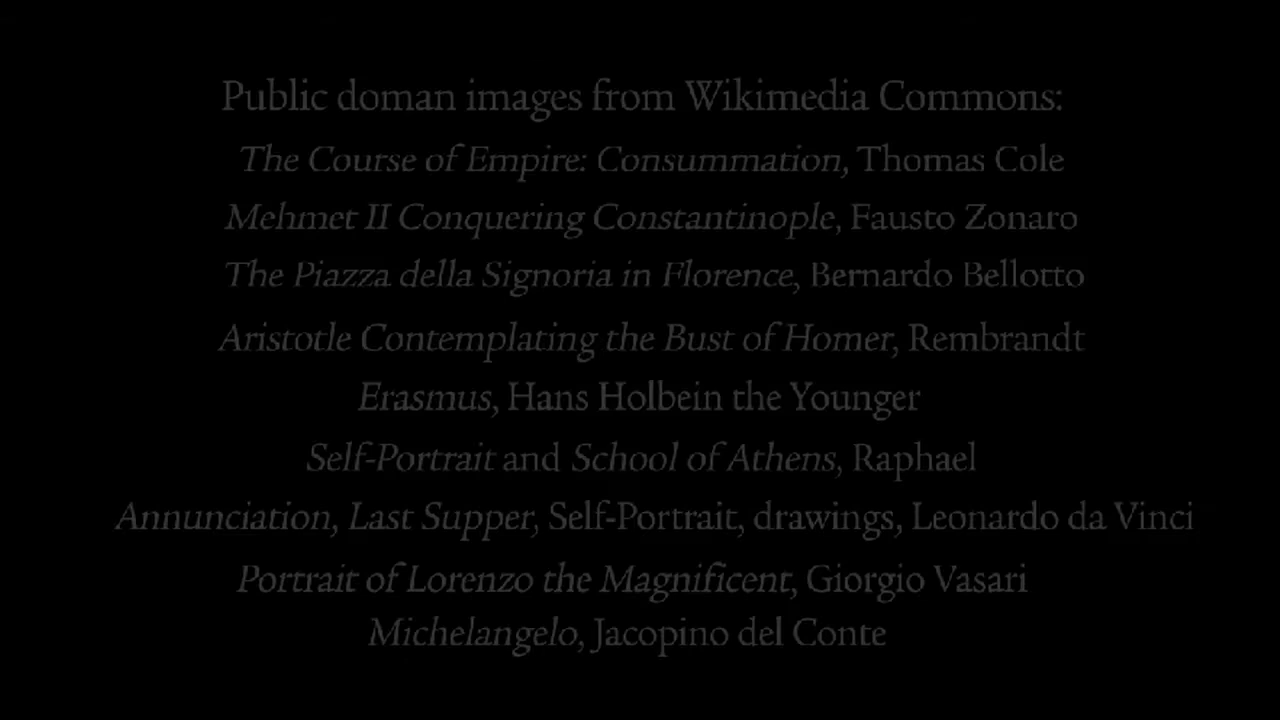 Public doman images from Wikimedia Commons:
The Course of Empire: Consummation, Thomas Cole
Mehmet II Conquering Constantinople, Fausto Zonaro
The Piazza della Signoria in Florence, Bernardo Bellotto
Aristotle Contemplating the Bust of Homer, Rembrandt
Erasmus, Hans Holbein the Younger
Self-Portrait and School of Athens, Raphael
Annunciation, Last Supper, Self-Portrait, drawings, Leonardo da Vinci
Portrait of Lorenzo the Magnificent, Giorgio Vasari
Michelangelo, Jacopino del Conte